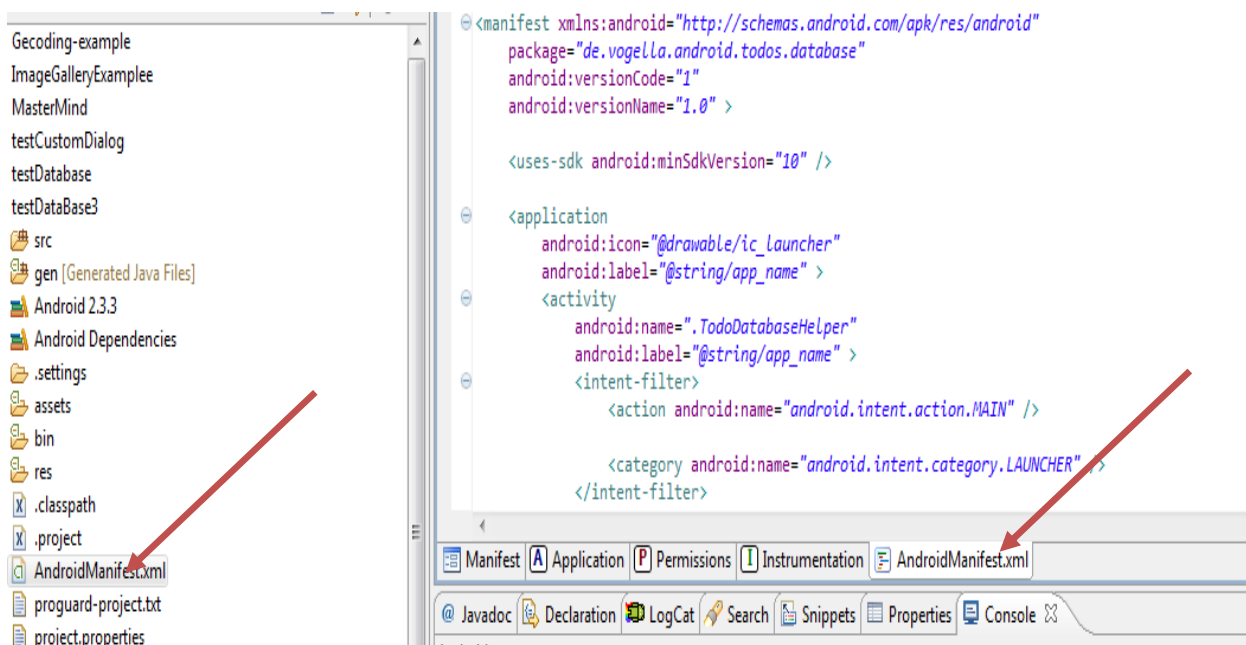 Gecoding-example
ImageGalleryExamplee
MasterMind
testCustomDialog
testDatabase
testDataBase3
src
gen [Generated Java Files]
Android 2.3.3
Android Dependencies
.settings
assets
bin
res
.classpath
.project
AndroidManifest.xml
proguard-project.txt
project.properties
<manifest xmlns:android="http://schemas.android.com/apk/res/android"
package="de.vogella.android.todos.database"
android:versionCode="1"
android:versionName="1.0" >
<uses-sdk android:minSdkVersion="10" />
<application
android:icon="@drawable/ic_launcher"
android:label="@string/app_name" >
<activity
android:name=".TodoDatabaseHelper"
android:label="@string/app_name" >
<intent-filter>
<action android:name="android.intent.action.MAIN" />
<category android:name="android.intent.category.LAUNCHER" />
</intent-filter>
Manifest A Application P Permissions I Instrumentation AndroidManifest.xml
@ Javadoc Declaration LogCat Search Snippets Properties Console